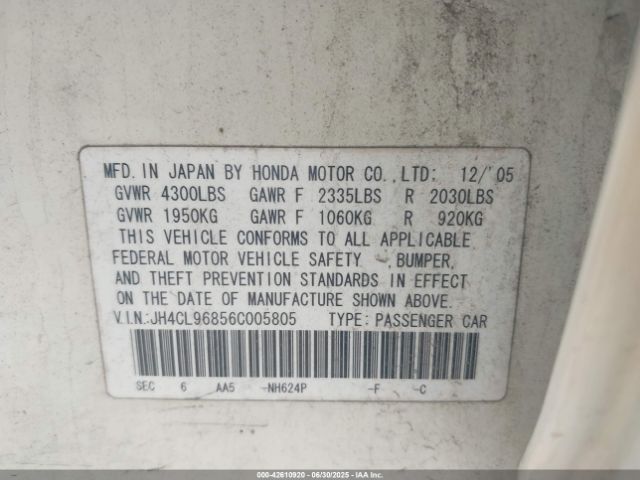 MFD. IN JAPAN BY HONDA MOTOR CO., LTD: 12/'05
GVWR 4300LBS GAWR F 2335LBS R 2030LBS
GVWR 1950KG GAWR F 1060KG R 920KG
THIS VEHICLE CONFORMS TO ALL APPLICABLE
FEDERAL MOTOR VEHICLE SAFETY , BUMPER,
AND THEFT PREVENTION STANDARDS IN EFFECT
ON THE DATE OF MANUFACTURE SHOWN ABOVE.
V.I.N.:JH4CL96856C005805 TYPE: PASSENGER CAR
SEC 6 AA5 -NH624P -F -C
000-42610920 - 06/30/2025 - IAA, Inc.